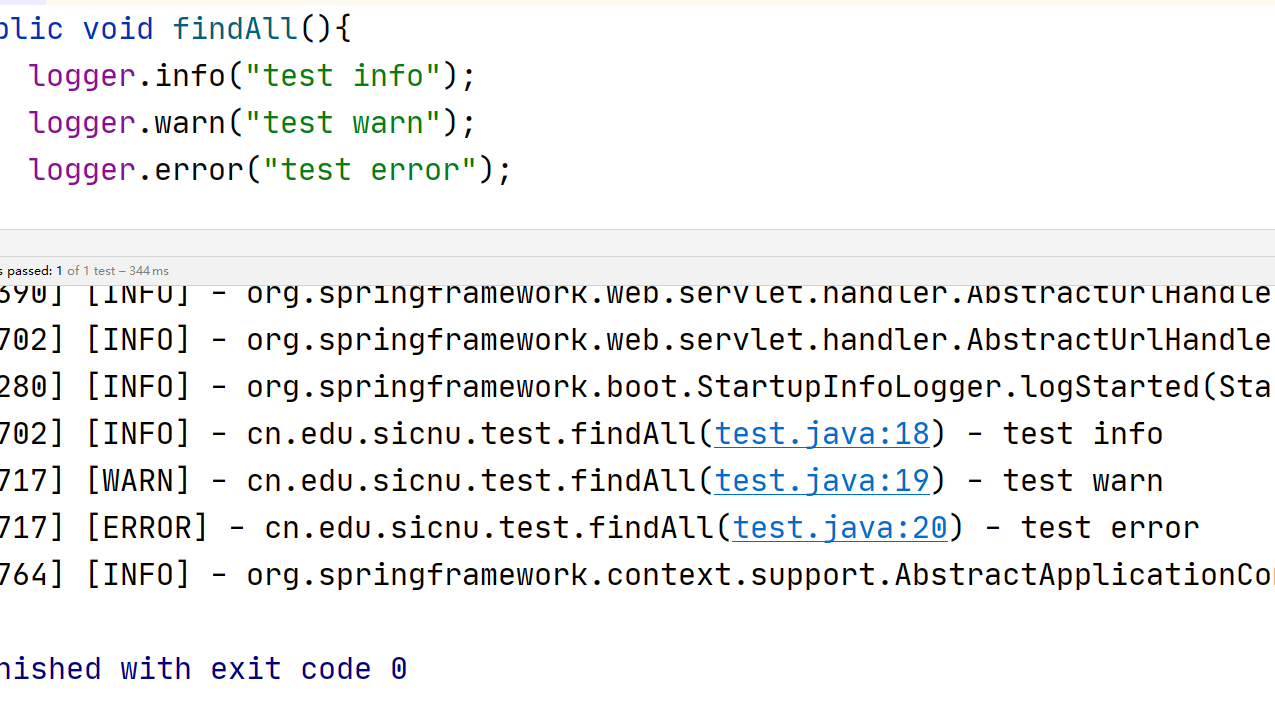 blic void findAll(){
logger.info("test info");
logger.warn("test warn");
logger.error("test error");
s passed: 1 of 1 test – 344 ms
690] [INFO] - org.springframework.web.servlet.handler.AbstractUrlHandle
702] [INFO] - org.springframework.web.servlet.handler.AbstractUrlHandle
280] [INFO] - org.springframework.boot.StartupInfoLogger.logStarted(Sta
702] [INFO] - cn.edu.sicnu.test.findAll(test.java:18) - test info
717] [WARN] - cn.edu.sicnu.test.findAll(test.java:19) - test warn
717] [ERROR] - cn.edu.sicnu.test.findAll(test.java:20) - test error
764] [INFO] - org.springframework.context.support.AbstractApplicationCon
nished with exit code 0